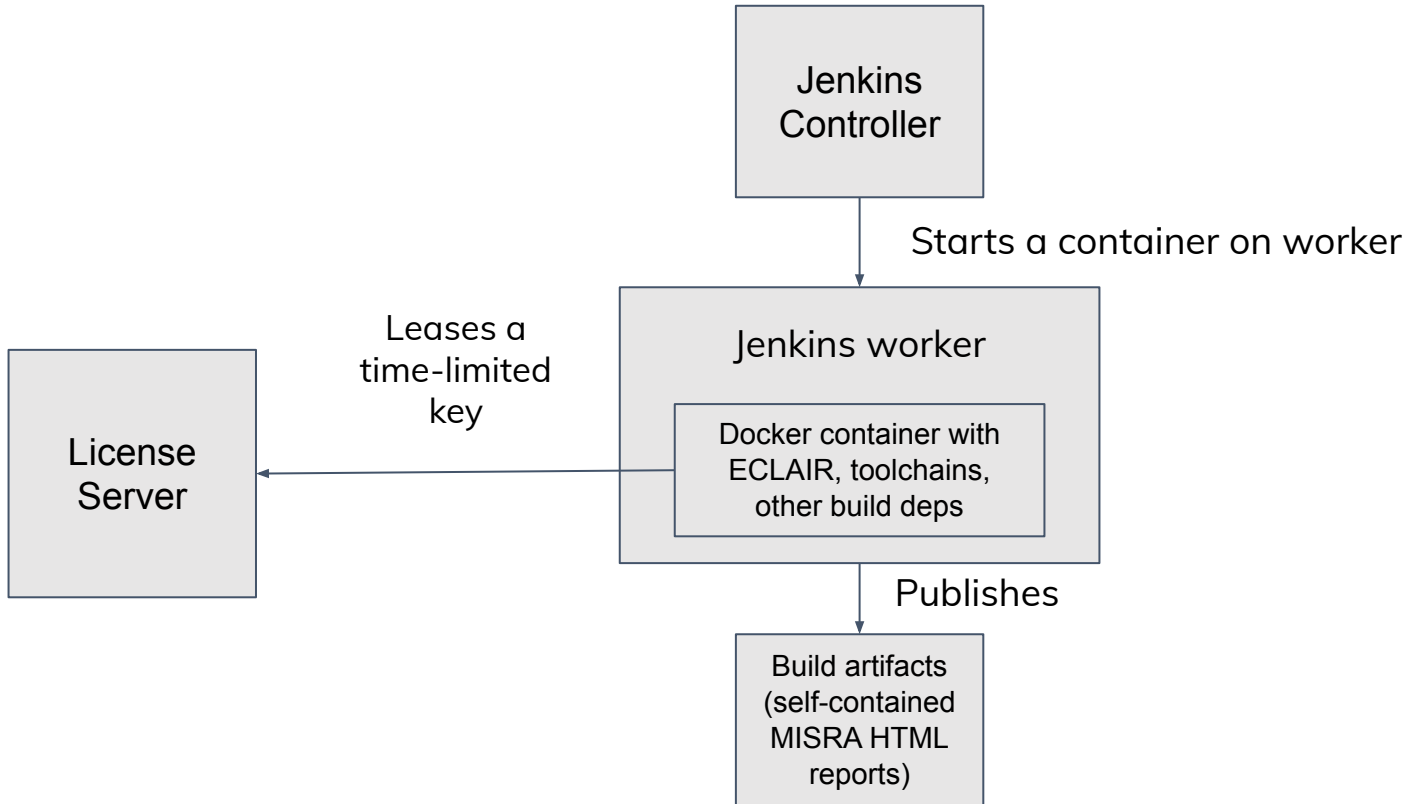 Jenkins
Controller
Starts a container on worker
Leases a
time-limited
key
Jenkins worker
License
Server
Docker container with
ECLAIR, toolchains,
other build deps
Publishes
Build artifacts
(self-contained
MISRA HTML
reports)